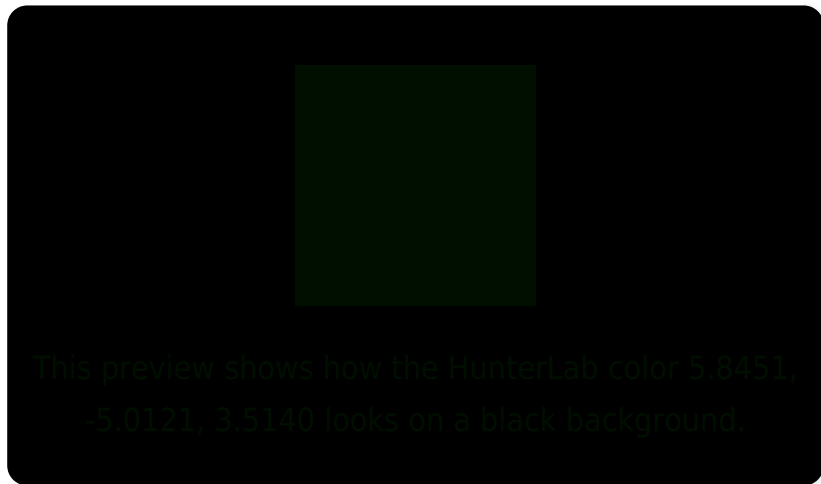 This preview shows how the HunterLab color 5.8451,
-5.0121, 3.5140 looks on a black background.